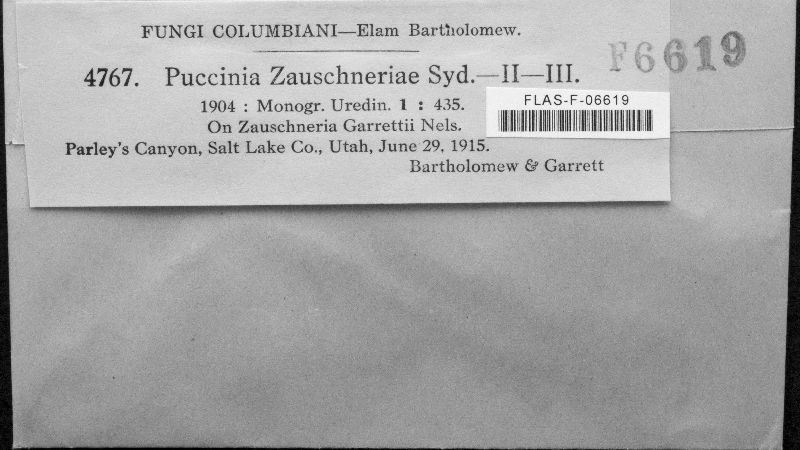 FUNGI COLUMBIANI—Elam Bartholomew.
F6619
4767. Puccinia Zauschneriae Syd.—II—III.
FLAS-F-06619
1904 : Monogr. Uredin. 1 : 435.
On Zauschneria Garrettii Nels.
Parley's Canyon, Salt Lake Co., Utah, June 29, 1915.
Bartholomew & Garrett